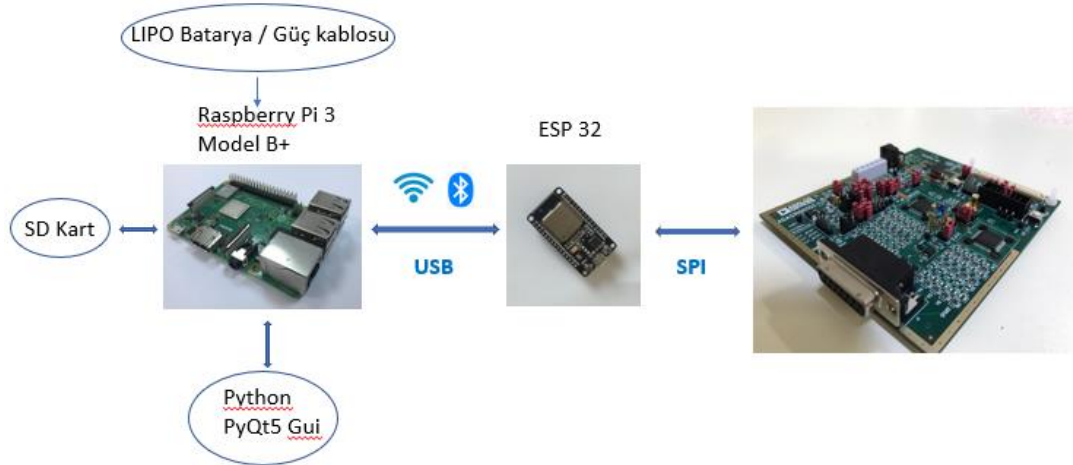 LIPO Batarya / Güç kablosu
Raspberry Pi 3
Model B+
ESP 32
SD Kart
USB
SPI
Python
PyQt5 Gui